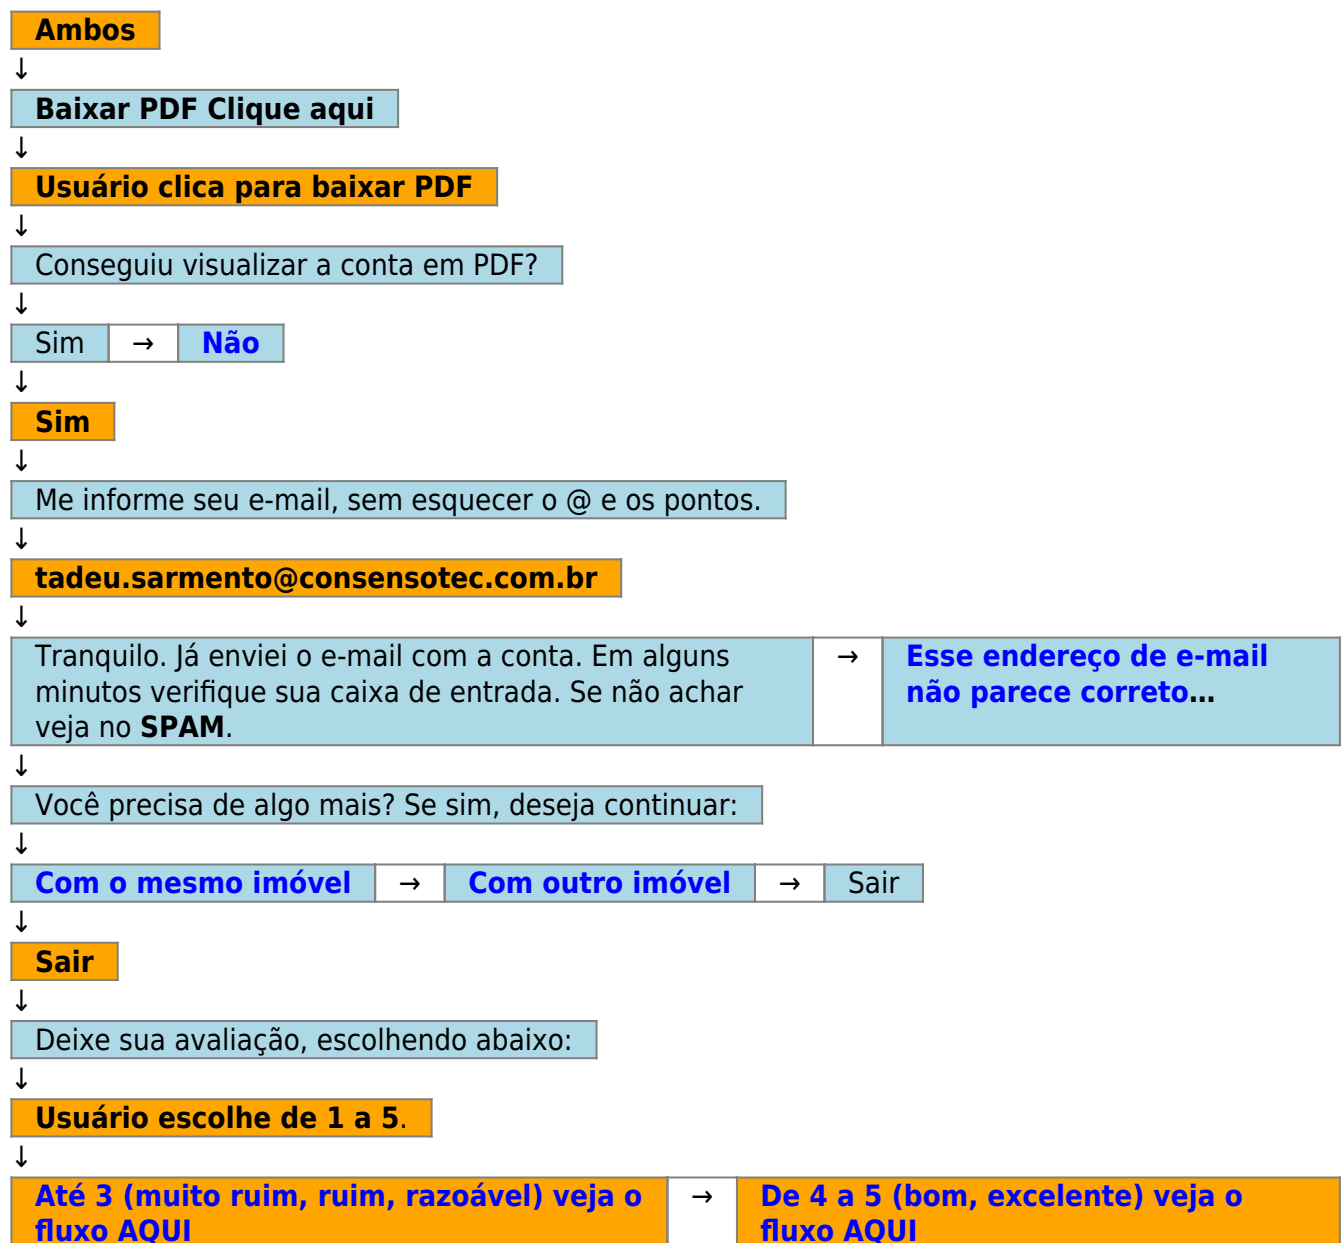 Ambos
↓
Baixar PDF Clique aqui
↓
Usuário clica para baixar PDF
↓
Conseguiu visualizar a conta em PDF?
↓
Sim → Não
↓
Sim
↓
Me informe seu e-mail, sem esquecer o @ e os pontos.
↓
tadeu.sarmento@consensotec.com.br
↓
Tranquilo. Já enviei o e-mail com a conta. Em alguns
minutos verifique sua caixa de entrada. Se não achar
veja no SPAM.
→
Esse endereço de e-mail
não parece correto...
↓
Você precisa de algo mais? Se sim, deseja continuar:
↓
Com o mesmo imóvel → Com outro imóvel → Sair
↓
Sair
↓
Deixe sua avaliação, escolhendo abaixo:
↓
Usuário escolhe de 1 a 5.
↓
Até 3 (muito ruim, ruim, razoável) veja o
fluxo AQUI
→
De 4 a 5 (bom, excelente) veja o
fluxo AQUI